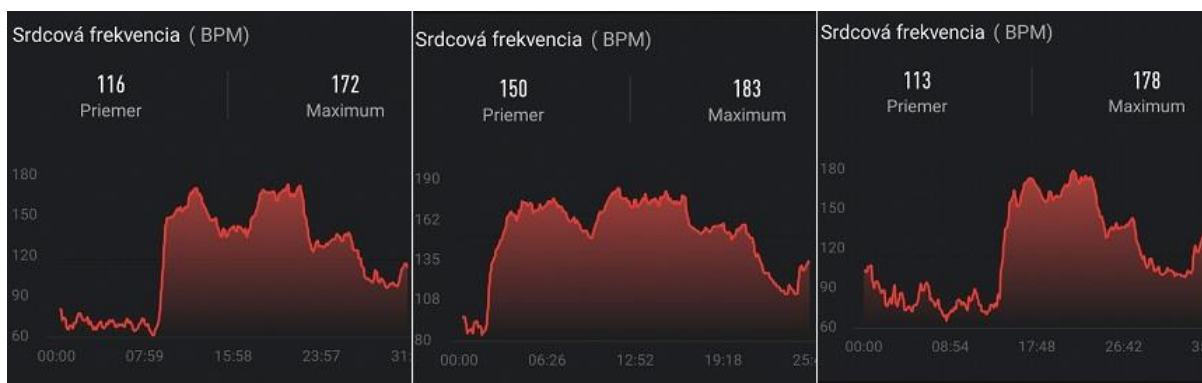 Srdcová frekvencia ( BPM)
116 172
Priemer Maximum
180
150
120
90
60
00:00 07:59 15:58 23:57
Srdcová frekvencia ( BPM)
150 183
Priemer Maximum
190
162
135
108
80
00:00 06:26 12:52 19:18
Srdcová frekvencia ( BPM)
113 178
Priemer Maximum
180
150
120
90
60
00:00 08:54 17:48 26:42